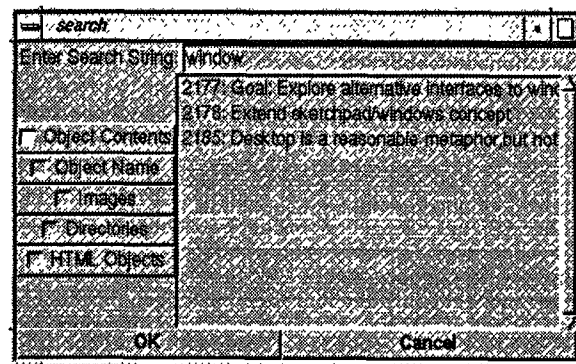 search
Enter Search String: window
2177: Goal: Explore alternative interfaces to wind
2178: Extend sketchpad/windows concept
Object Contents
2185: Desktop is a reasonable metaphor but not
Object Name
Images
Directories
HTML Objects
OK
Cancel